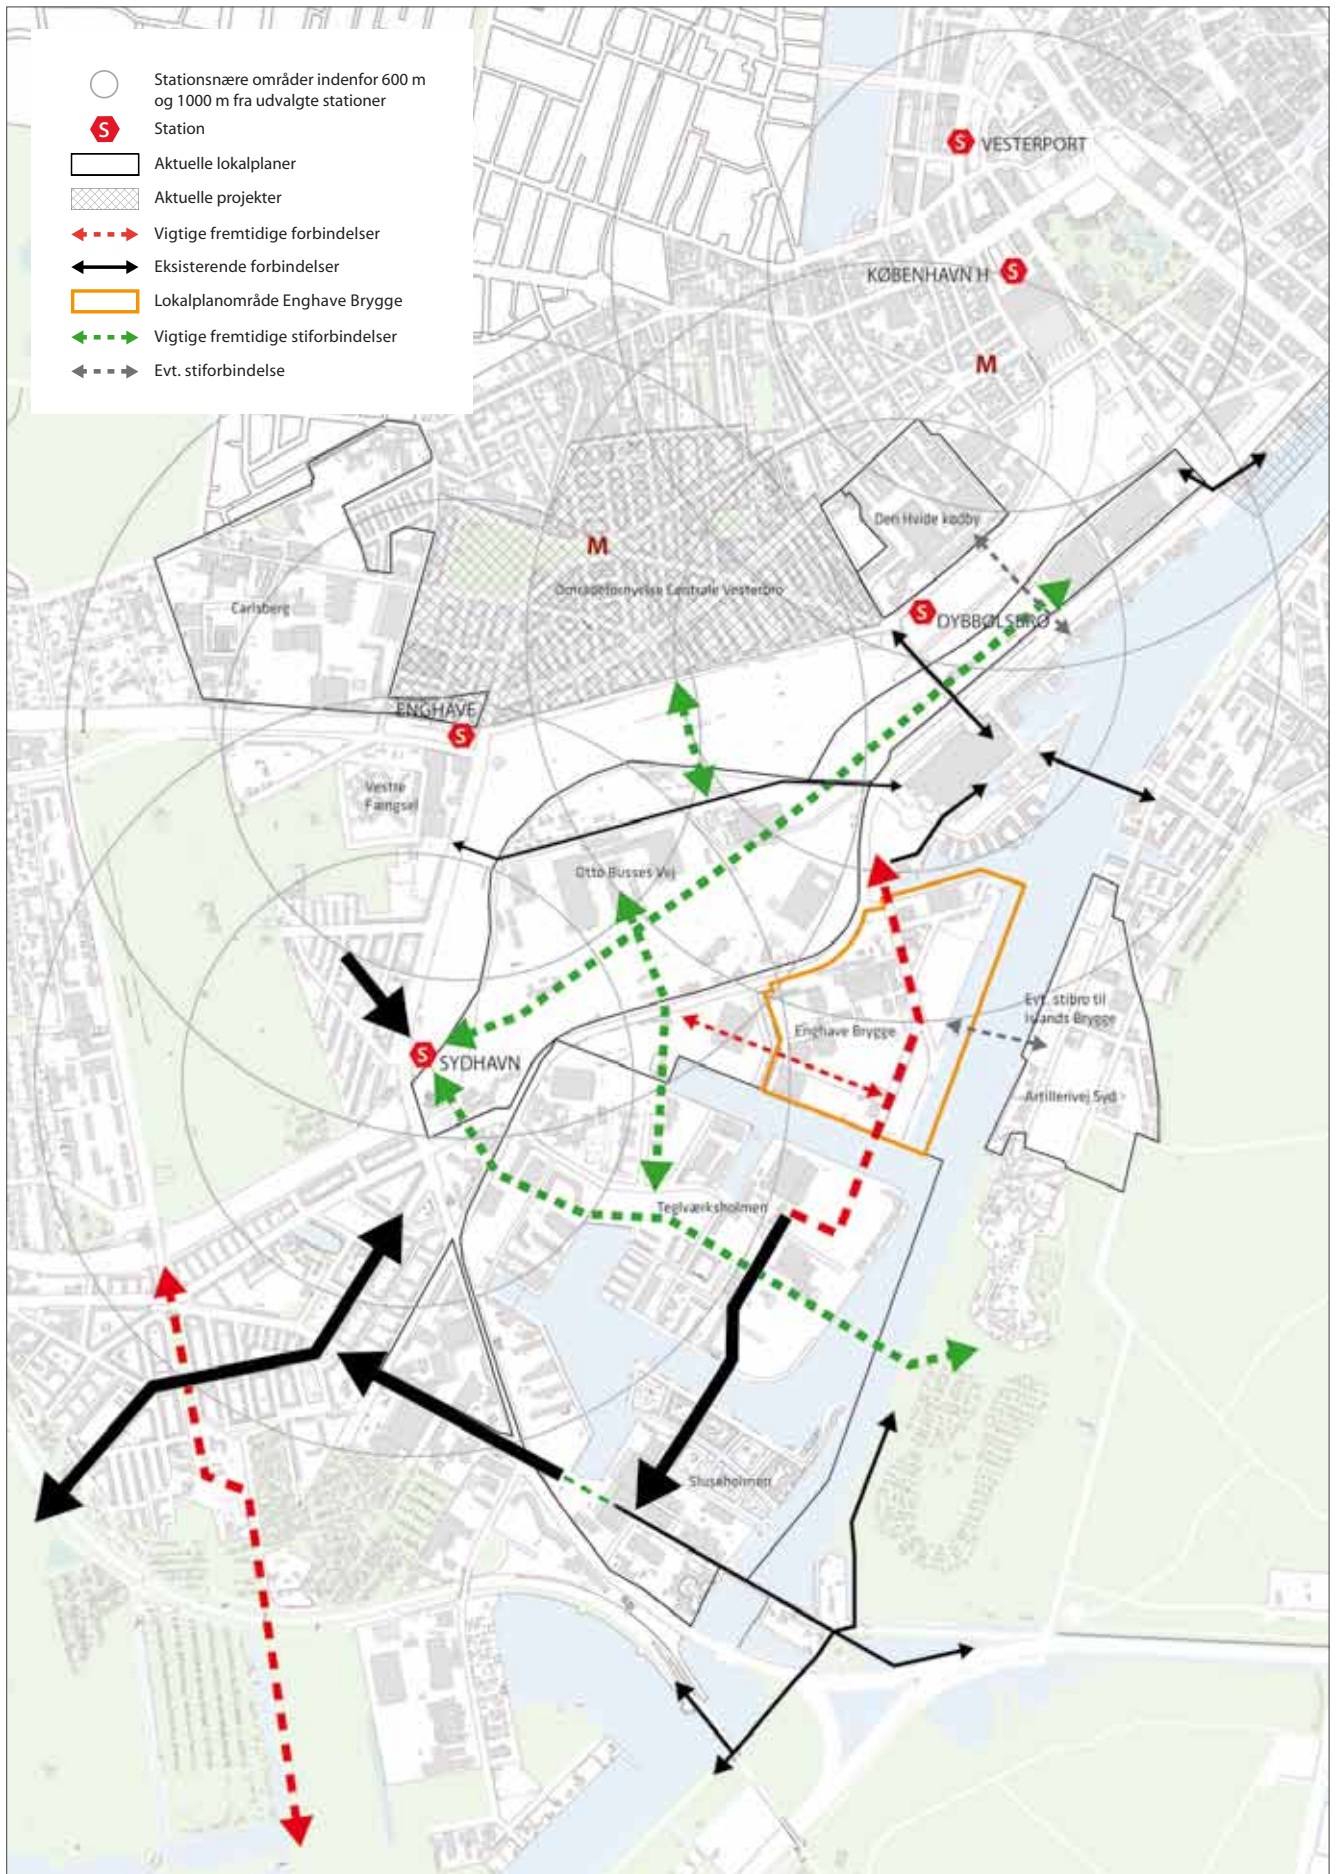 Stationsnære områder indenfor 600 m
og 1000 m fra udvalgte stationer
S Station
Aktuelle lokalplaner
Aktuelle projekter
Vigtige fremtidige forbindelser
Eksisterende forbindelser
Lokalplanområde Enghave Brygge
Vigtige fremtidige stiforbindelser
Evt. stiforbindelse
S VESTERPORT
KØBENHAVN H S
M
Den Hvide kødby
M
Områdefornyelse Centrale Vesterbro
Carlsberg
S DYBBØLSBRO
ENGHAVE
S
Vestre
Fængsel
Otto Busses Vej
Evt. stibro til
Islands Brygge
Enghave Brygge
S SYDHAVN
Artillerivej Syd
Teglværksholmen
Sluseholmen